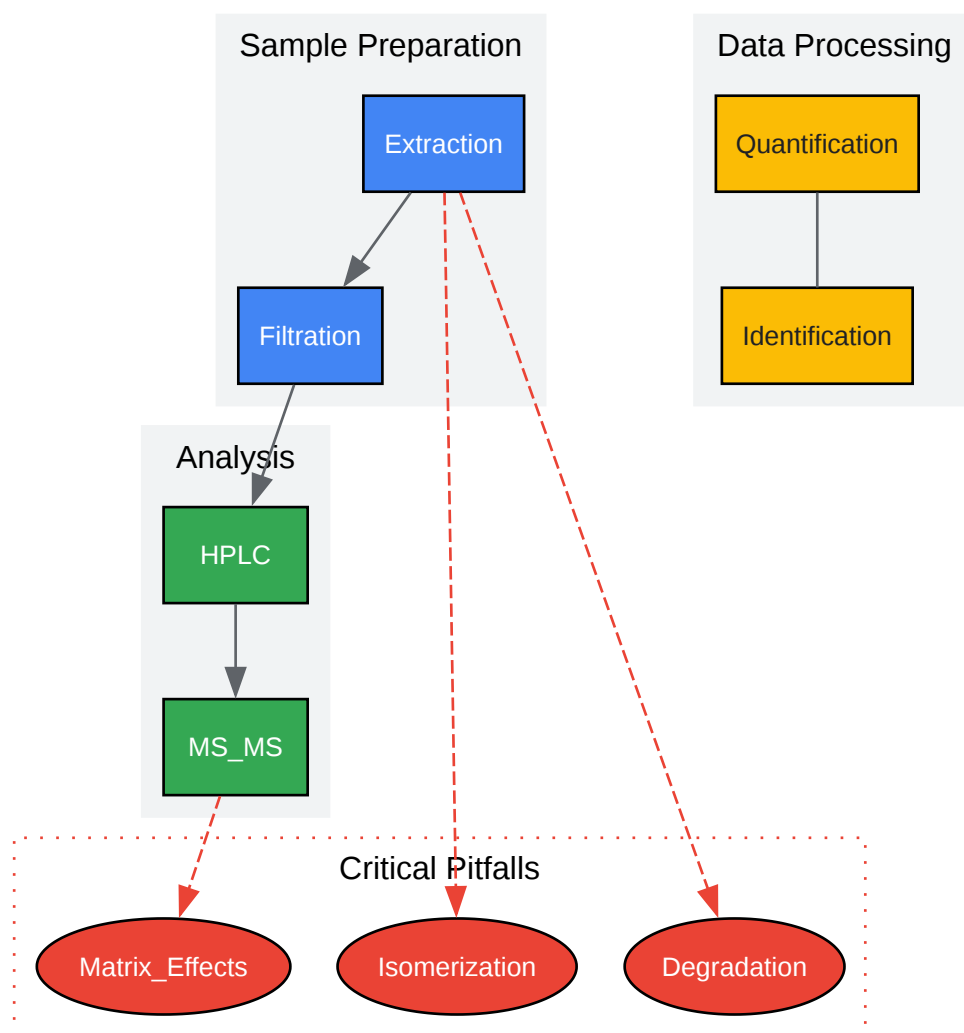 Sample Preparation
Extraction
Filtration
Data Processing
Quantification
Identification
Analysis
HPLC
MS_MS
Critical Pitfalls
Matrix_Effects
Isomerization
Degradation